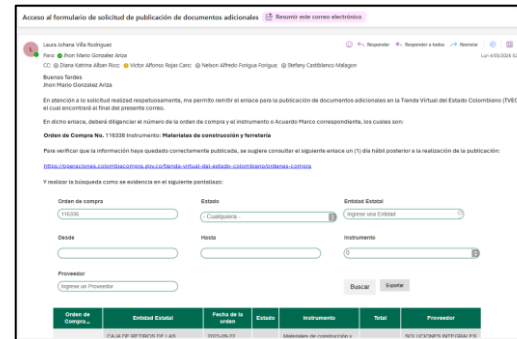 Acceso al formulario de solicitud de publicación de documentos adicionales Resumir este correo electrónico
Laura Johana Villa Rodriguez
Responder Responder a todos Reenviar
Para: Jhon Mario Gonzalez Ariza
CC: Diana Katrina Alban Rico; Victor Alfonso Rojas Caro; Nelson Alfredo Forigua Forigua; Stefany Castiblanco Malagon
Buenos Tardes
Jhon Mario Gonzalez Ariza
En atención a la solicitud realizad respetuosamente, me permito remitir el enlace para la publicación de documentos adicionales en la Tienda Virtual del Estado Colombiano (TVEC)
el cual encontrará al final del presente correo.
En dicho enlace, deberá diligenciar el número de la orden de compra y el instrumento o Acuerdo Marco correspondiente, los cuales son:
Orden de Compra No. 116336 Instrumento: Materiales de construcción y ferretería
Para verificar que la información haya quedado correctamente publicada, se sugiere consultar el siguiente enlace un (1) día hábil posterior a la realización de la publicación:
https://operaciones.colombiacompra.gov.co/tienda-virtual-del-estado-colombiano/ordenes-compra
Y realizar la búsqueda como se evidencia en el siguiente pantallazo:
Orden de compra Estado Entidad Estatal
116336 - Cualquiera - Ingrese una Entidad
Desde Hasta Instrumento
0
Proveedor
Ingrese un Proveedor Buscar Exportar
Orden de Compra Entidad Estatal Fecha de la orden Estado Instrumento Total Proveedor
CAJA DE RETIROS DE LAS Materiales de construcción y SOLUCIONES INTEGRALES